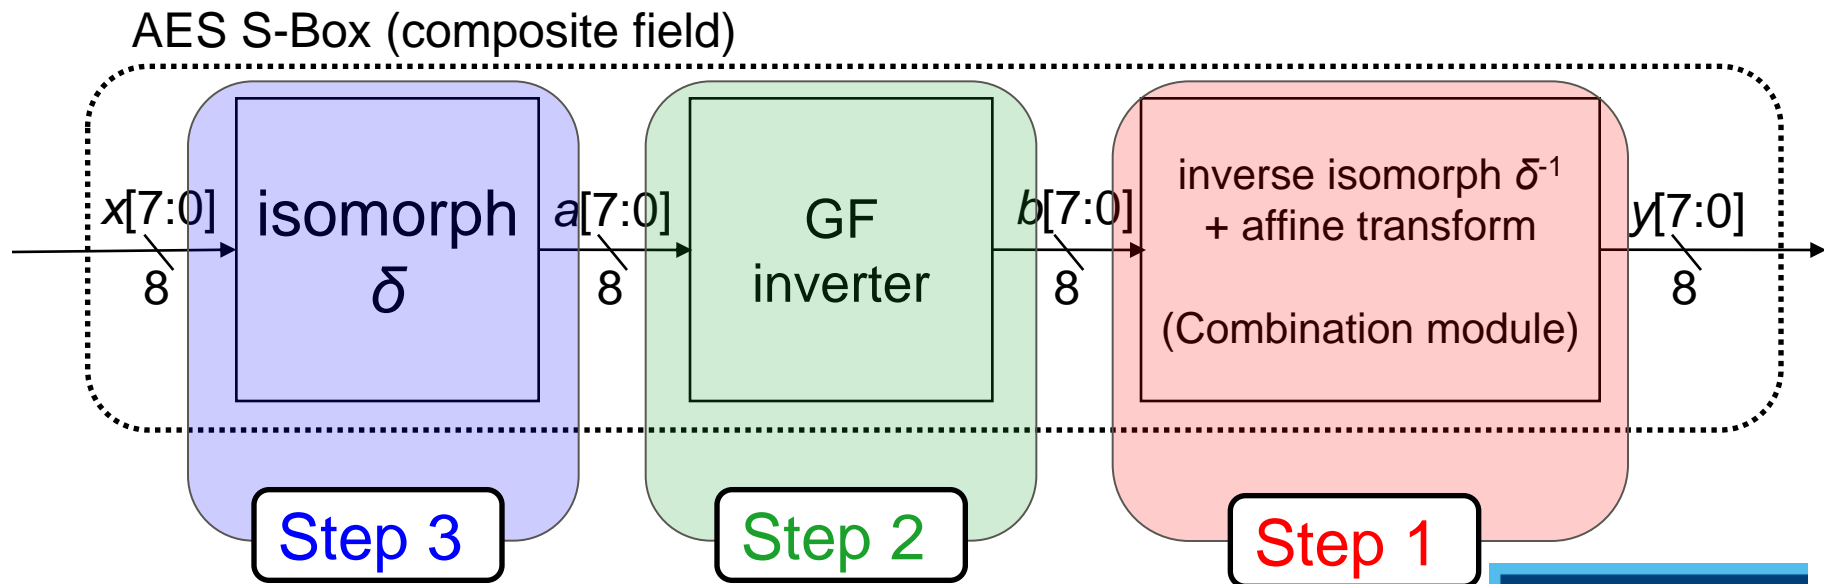 AES S-Box (composite field)
x[7:0]
8
isomorph
δ
a[7:0]
8
GF
inverter
b[7:0]
8
inverse isomorph δ-1
+ affine transform
(Combination module)
y[7:0]
8
Step 3
Step 2
Step 1